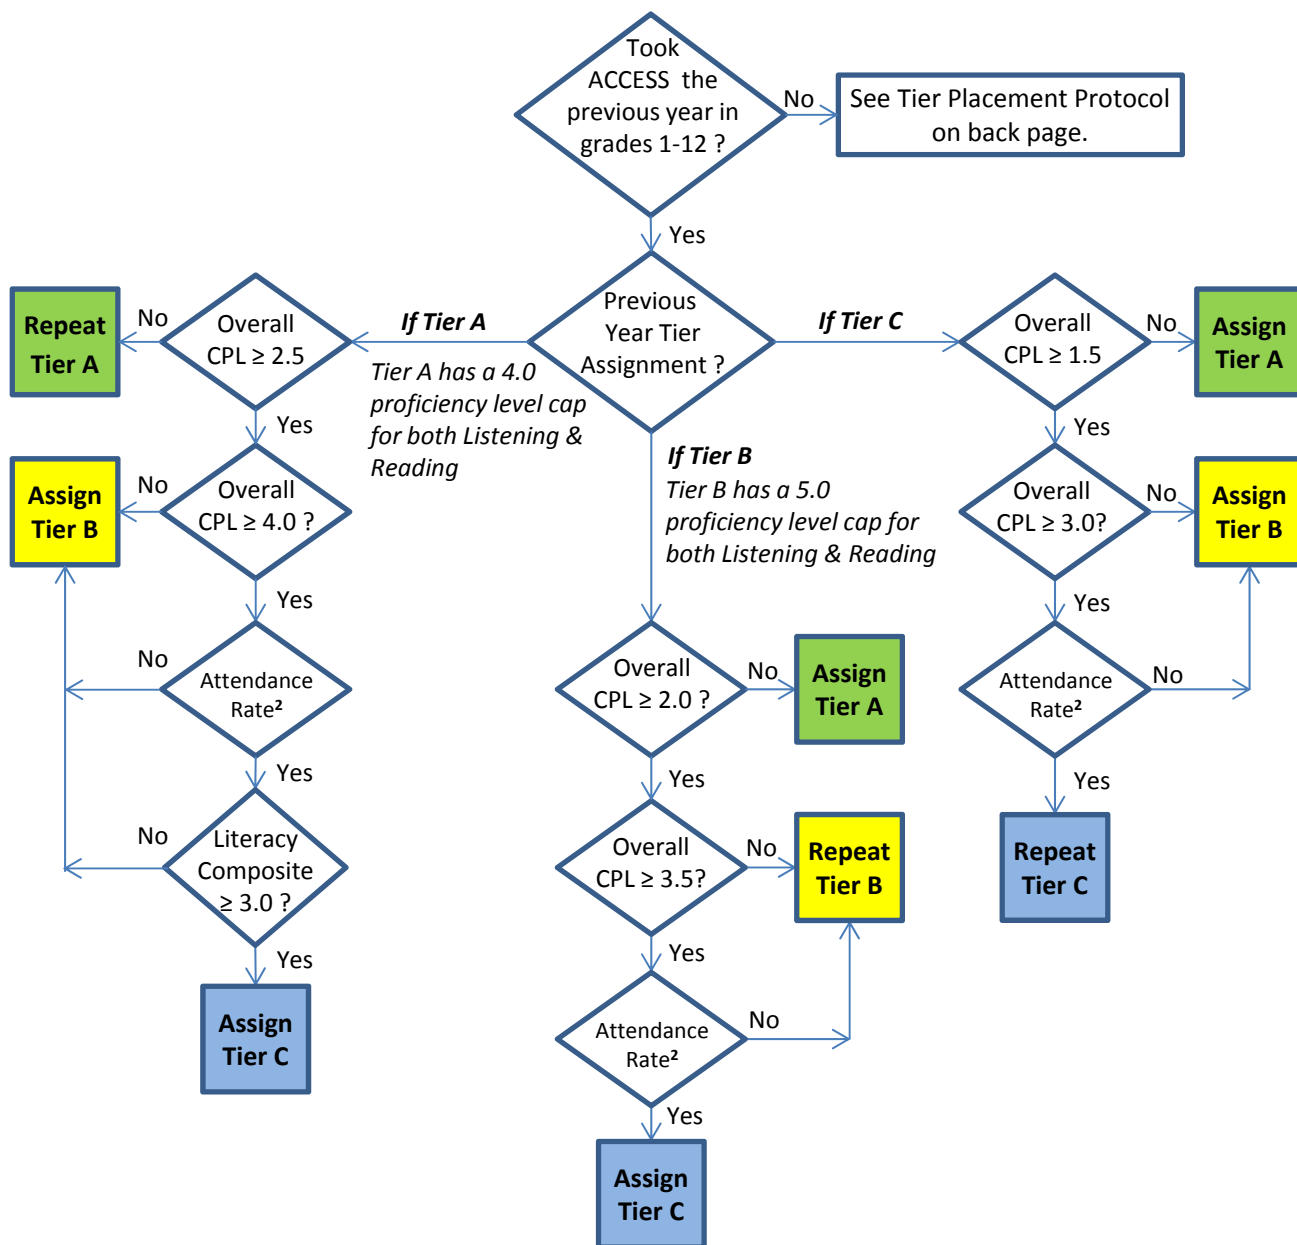 Took
ACCESS  the
previous year in
grades 1-12 ?
No
See Tier Placement Protocol
on back page.
Yes
Previous
Year Tier
Assignment ?
If Tier A
Tier A has a 4.0
proficiency level cap
for both Listening &
Reading
If Tier B
Tier B has a 5.0
proficiency level cap for
both Listening & Reading
If Tier C
Overall
CPL ≥ 2.5
No
Repeat
Tier A
Yes
Overall
CPL ≥ 4.0 ?
No
Assign
Tier B
Yes
Attendance
Rate²
No
Yes
Literacy
Composite
≥ 3.0 ?
No
Yes
Assign
Tier C
Overall
CPL ≥ 2.0 ?
No
Assign
Tier A
Yes
Overall
CPL ≥ 3.5?
No
Repeat
Tier B
Yes
Attendance
Rate²
No
Yes
Assign
Tier C
Overall
CPL ≥ 1.5
No
Assign
Tier A
Yes
Overall
CPL ≥ 3.0?
No
Assign
Tier B
Yes
Attendance
Rate²
No
Yes
Repeat
Tier C